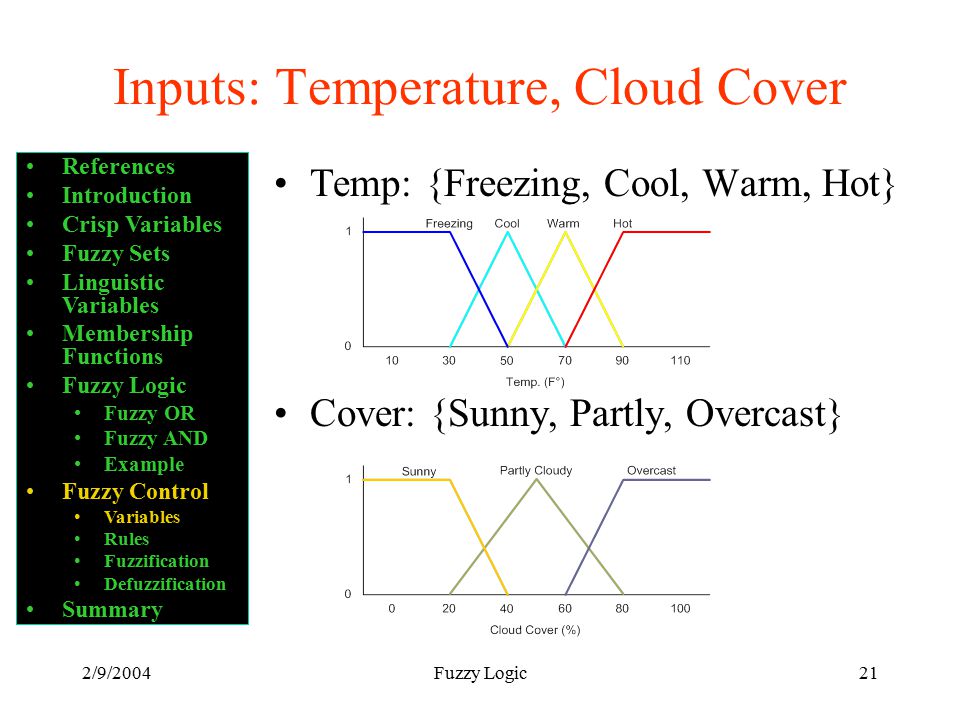 Inputs: Temperature, Cloud Cover
• References
• Introduction
• Crisp Variables
• Fuzzy Sets
• Linguistic
Variables
• Membership
Functions
• Fuzzy Logic
• Fuzzy OR
• Fuzzy AND
• Example
• Fuzzy Control
• Variables
• Rules
• Fuzzification
• Defuzzification
• Summary
• Temp: {Freezing, Cool, Warm, Hot}
Freezing Cool Warm Hot
1
0
10 30 50 70 90 110
Temp. (F°)
• Cover: {Sunny, Partly, Overcast}
Sunny Partly Cloudy Overcast
1
0
0 20 40 60 80 100
Cloud Cover (%)
2/9/2004 Fuzzy Logic 21